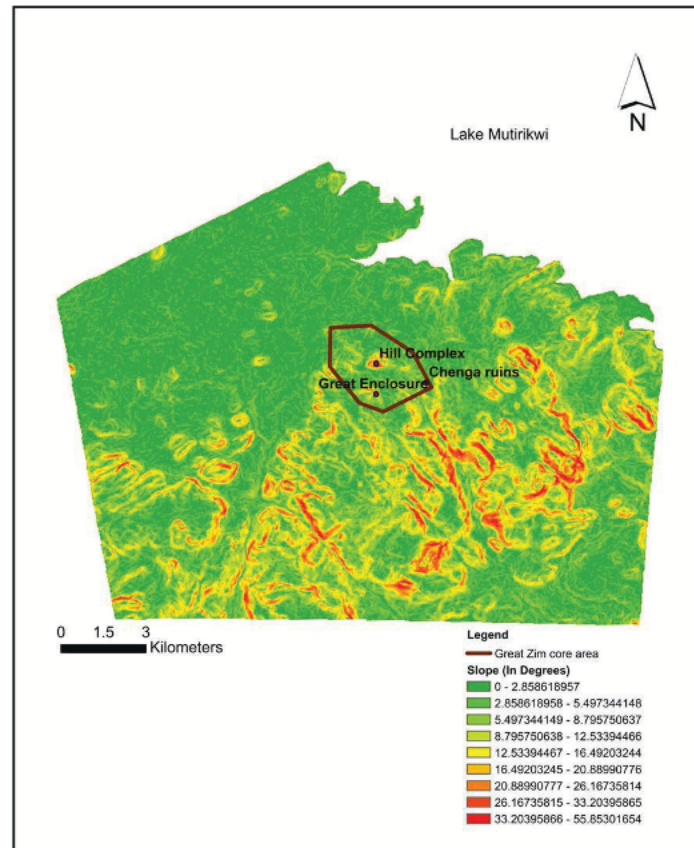 N
Lake Mutirikwi
Hill Complex
Chenga ruins
Great Enclosure
0 1.5 3
Kilometers
Legend
Great Zim core area
Slope (In Degrees)
0 - 2.858618957
2.858618958 - 5.497344148
5.497344149 - 8.795750637
8.795750638 - 12.53394466
12.53394467 - 16.49203244
16.49203245 - 20.88990776
20.88990777 - 26.16735814
26.16735815 - 33.20395865
33.20395866 - 55.85301654